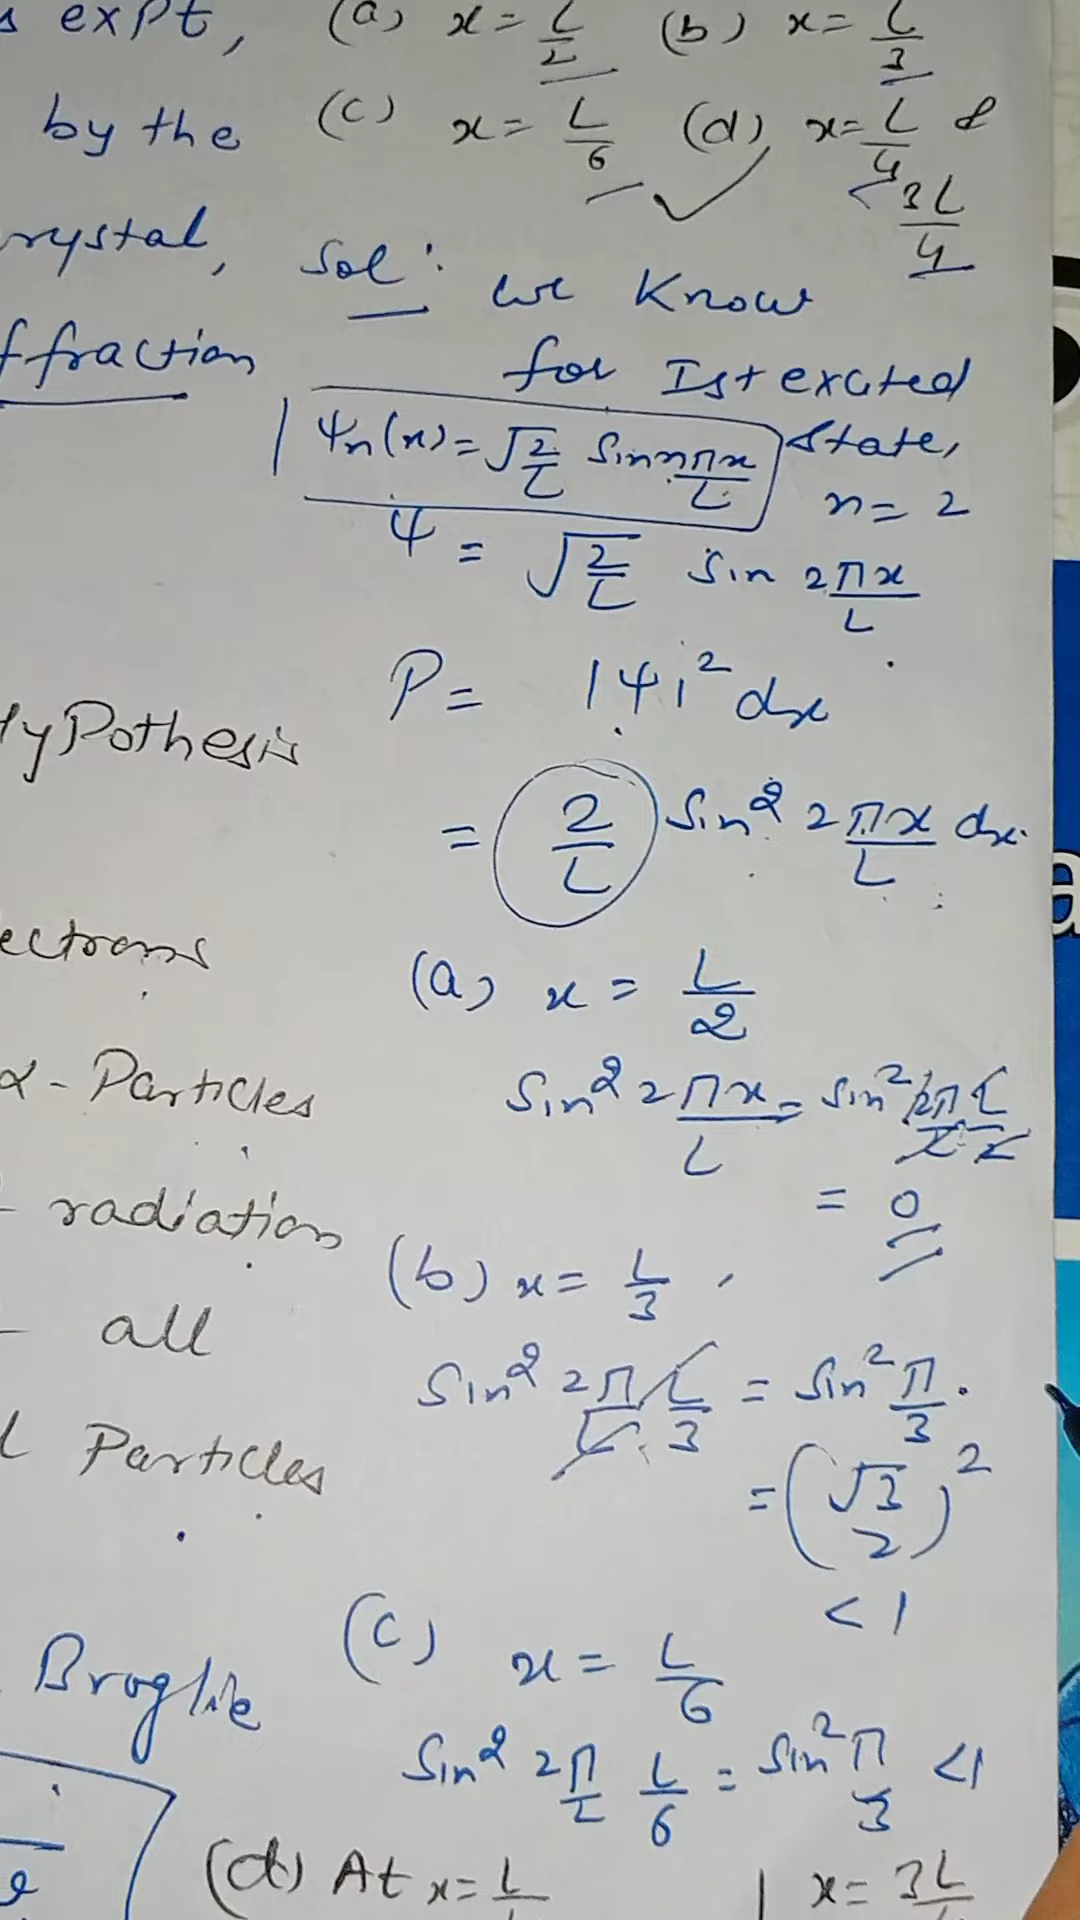 s expt,
by the
rystal,
ffraction
Hypothesis
ectrons
α - Particles
- radiation
- all
l Particles
Broglie
e
(a) x = L/2 (b) x = L/3
(c) x = L/6 (d) x = L/4 &
3L/4
Sol: we know
for Ist excited
ψn(x) = √2/L Sin nπx/L state,
n = 2
ψ = √2/L Sin 2πx/L
P = |ψ|² dx
= 2/L Sin² 2πx/L dx.
(a) x = L/2
Sin² 2πx/L = Sin² 2π/L L/2
= 0
(b) x = L/3,
Sin² 2π/L L/3 = Sin² π/3.
= (√3/2)²
< 1
(c) x = L/6
Sin² 2π/L L/6 = Sin² π/3 < 1
(d) At x = L | x = 3L
a